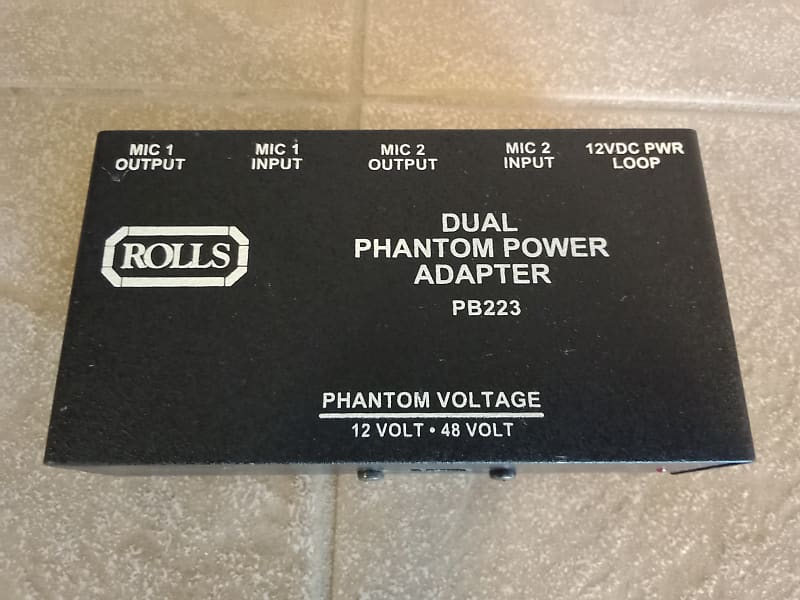 MIC 1
OUTPUT
MIC 1
INPUT
MIC 2
OUTPUT
MIC 2
INPUT
12VDC PWR
LOOP
ROLLS
DUAL
PHANTOM POWER
ADAPTER
PB223
PHANTOM VOLTAGE
12 VOLT • 48 VOLT